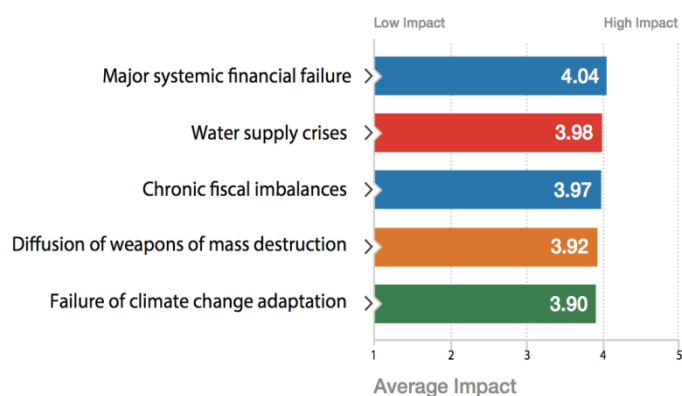 Low Impact High Impact
Major systemic financial failure 4.04
Water supply crises 3.98
Chronic fiscal imbalances 3.97
Diffusion of weapons of mass destruction 3.92
Failure of climate change adaptation 3.90
1 2 3 4 5
Average Impact